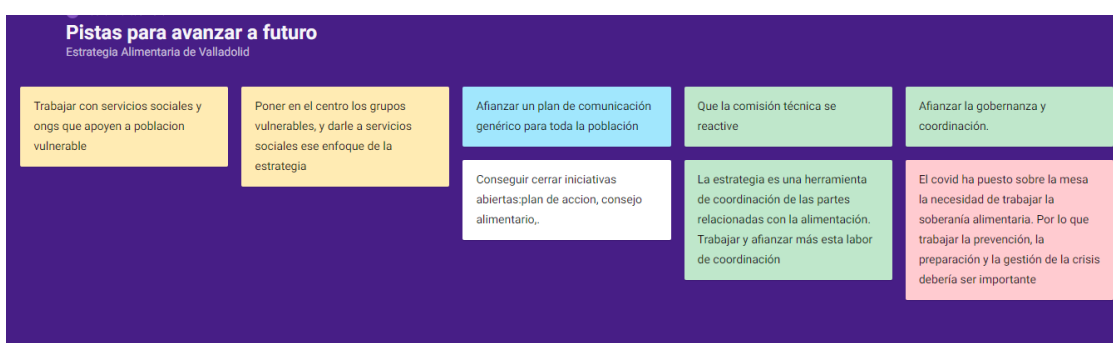 Pistas para avanzar a futuro
Estrategia Alimentaria de Valladolid
Trabajar con servicios sociales y
ongs que apoyen a poblacion
vulnerable
Poner en el centro los grupos
vulnerables, y darle a servicios
sociales ese enfoque de la
estrategia
Afianzar un plan de comunicación
genérico para toda la población
Conseguir cerrar iniciativas
abiertas:plan de accion, consejo
alimentario,.
Que la comisión técnica se
reactive
La estrategia es una herramienta
de coordinación de las partes
relacionadas con la alimentación.
Trabajar y afianzar más esta labor
de coordinación
Afianzar la gobernanza y
coordinación.
El covid ha puesto sobre la mesa
la necesidad de trabajar la
soberanía alimentaria. Por lo que
trabajar la prevención, la
preparación y la gestión de la crisis
debería ser importante